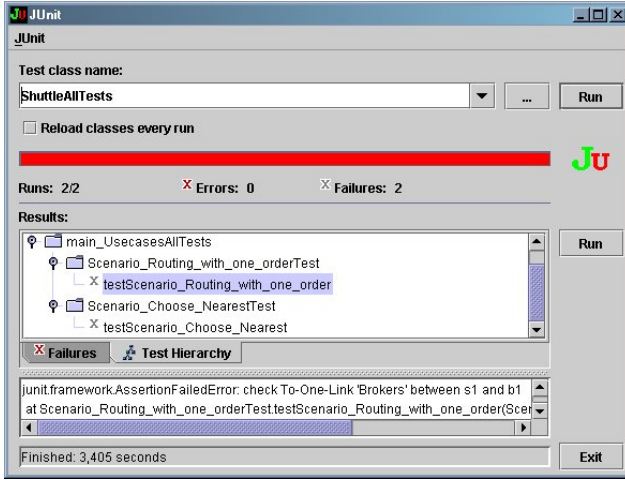 JUnit
JUnit
Test class name:
ShuttleAllTests
...
Run
Reload classes every run
JU
Runs: 2/2
X Errors: 0
X Failures: 2
Results:
main_UsecasesAllTests
Run
Scenario_Routing_with_one_orderTest
X testScenario_Routing_with_one_order
Scenario_Choose_NearestTest
X testScenario_Choose_Nearest
X Failures
Test Hierarchy
junit.framework.AssertionFailedError: check To-One-Link 'Brokers' between s1 and b1
at Scenario_Routing_with_one_orderTest.testScenario_Routing_with_one_order(Scer
Finished: 3,405 seconds
Exit